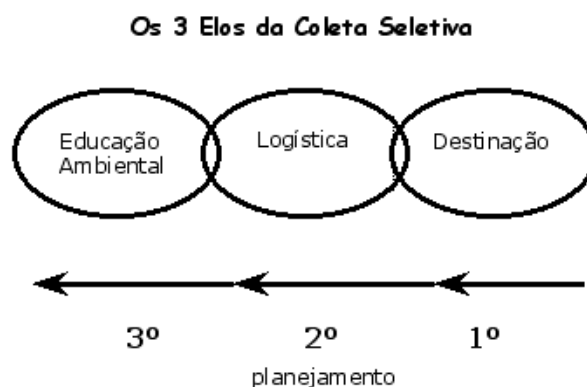 Os 3 Elos da Coleta Seletiva
Educação
Ambiental
Logística
Destinação
3º
2º
1º
planejamento